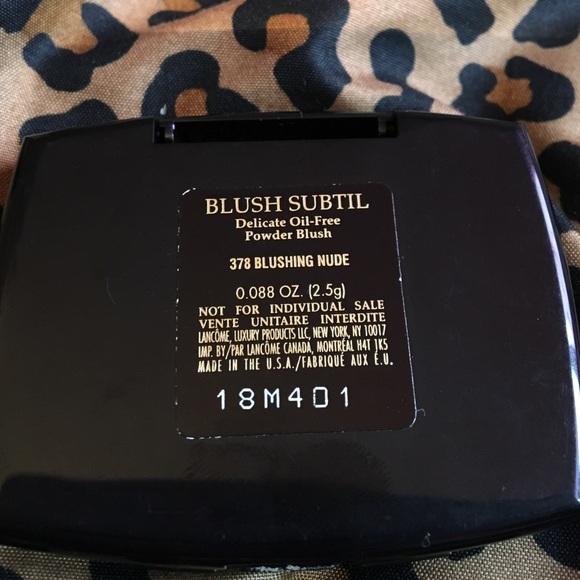 BLUSH SUBTIL
Delicate Oil-Free
Powder Blush
378 BLUSHING NUDE
0.088 OZ. (2.5g)
NOT FOR INDIVIDUAL SALE
VENTE UNITAIRE INTERDITE
LANCÔME, LUXURY PRODUCTS LLC, NEW YORK, NY 10017
IMP. BY/PAR LANCÔME CANADA, MONTRÉAL H4T 1K5
MADE IN THE U.S.A./FABRIQUÉ AUX É.U.
18M401